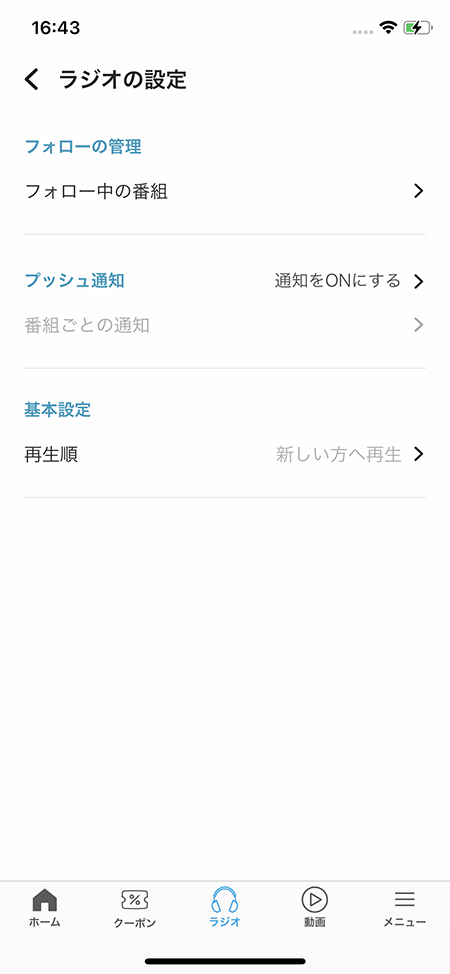 16:43
ラジオの設定
フォローの管理
フォロー中の番組
プッシュ通知 通知をONにする
番組ごとの通知
基本設定
再生順 新しい方へ再生
ホーム クーポン ラジオ 動画 メニュー